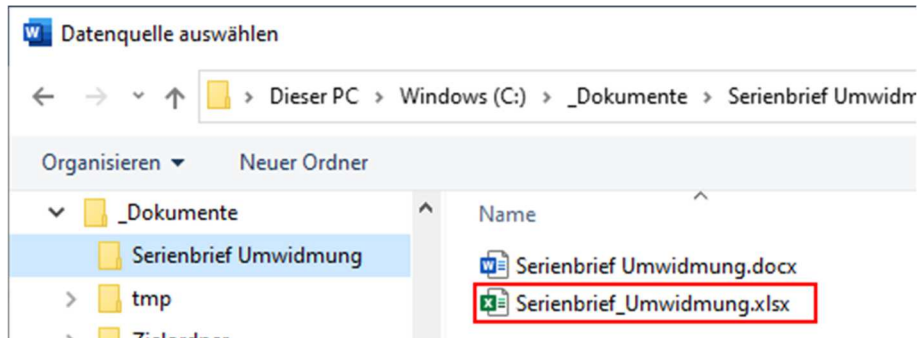 Datenquelle auswählen
Dieser PC > Windows (C:) > _Dokumente > Serienbrief Umwidm
Organisieren Neuer Ordner
_Dokumente
Serienbrief Umwidmung
tmp
Name
Serienbrief Umwidmung.docx
Serienbrief_Umwidmung.xlsx